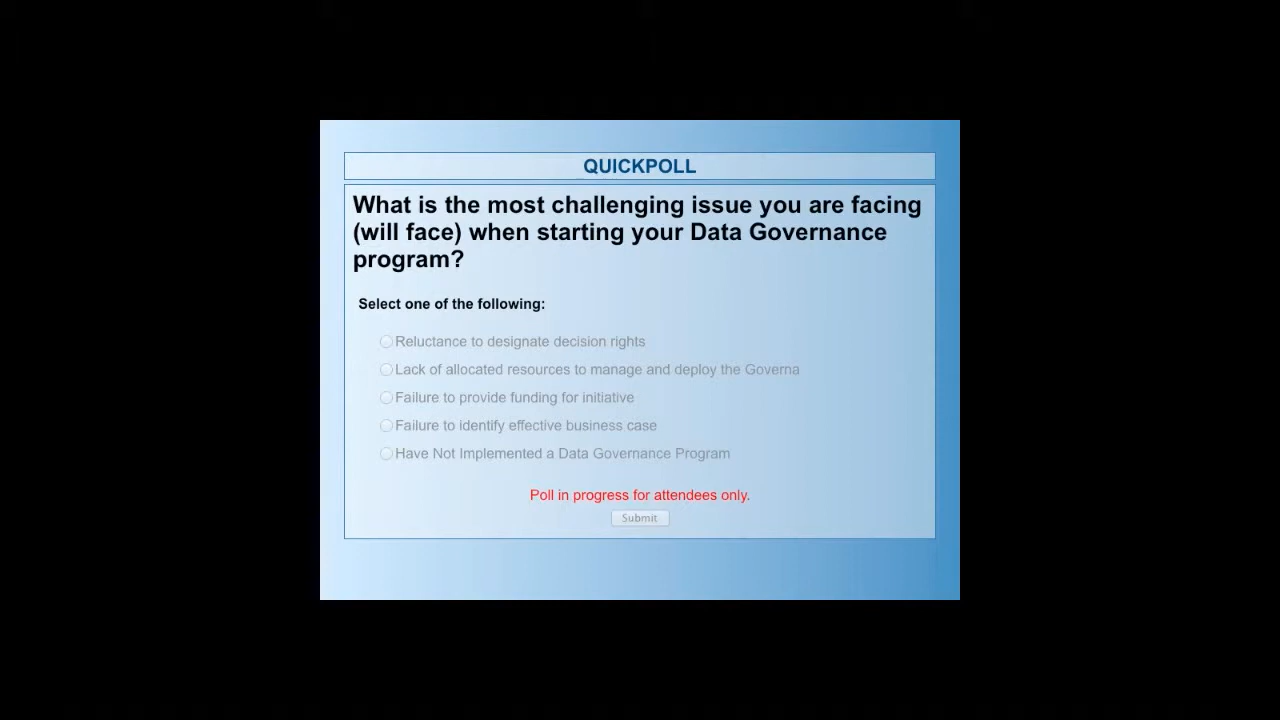 QUICKPOLL
What is the most challenging issue you are facing
(will face) when starting your Data Governance
program?
Select one of the following:
Reluctance to designate decision rights
Lack of allocated resources to manage and deploy the Governa
Failure to provide funding for initiative
Failure to identify effective business case
Have Not Implemented a Data Governance Program
Poll in progress for attendees only.
Submit